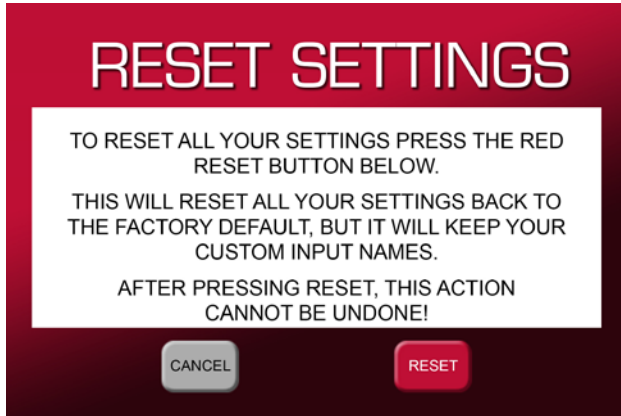 RESET SETTINGS
TO RESET ALL YOUR SETTINGS PRESS THE RED
RESET BUTTON BELOW.
THIS WILL RESET ALL YOUR SETTINGS BACK TO
THE FACTORY DEFAULT, BUT IT WILL KEEP YOUR
CUSTOM INPUT NAMES.
AFTER PRESSING RESET, THIS ACTION
CANNOT BE UNDONE!
CANCEL
RESET